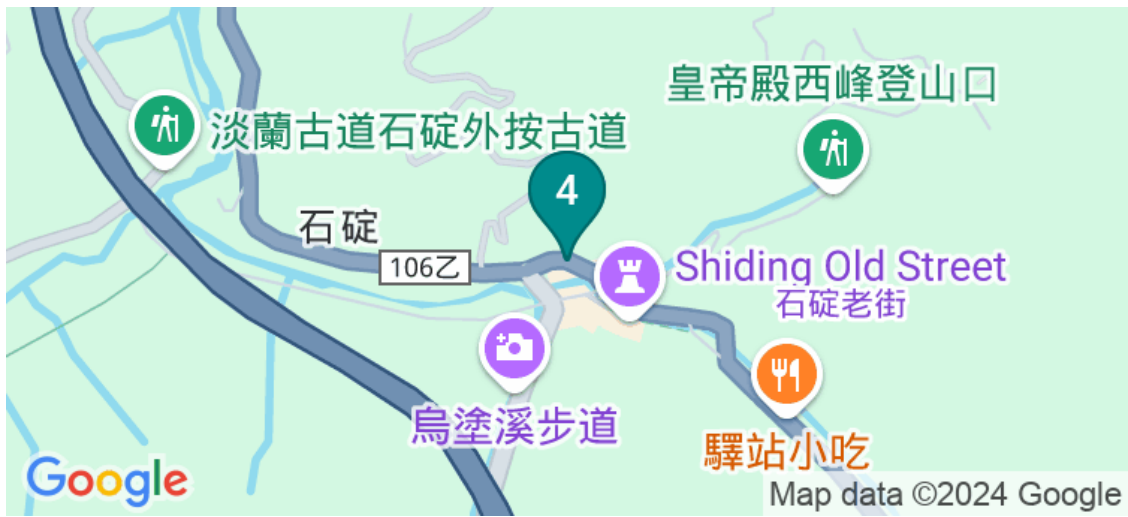 皇帝殿西峰登山口
淡蘭古道石碇外按古道
4
石碇
106乙
Shiding Old Street
石碇老街
烏塗溪步道
驛站小吃
Google
Map data ©2024 Google